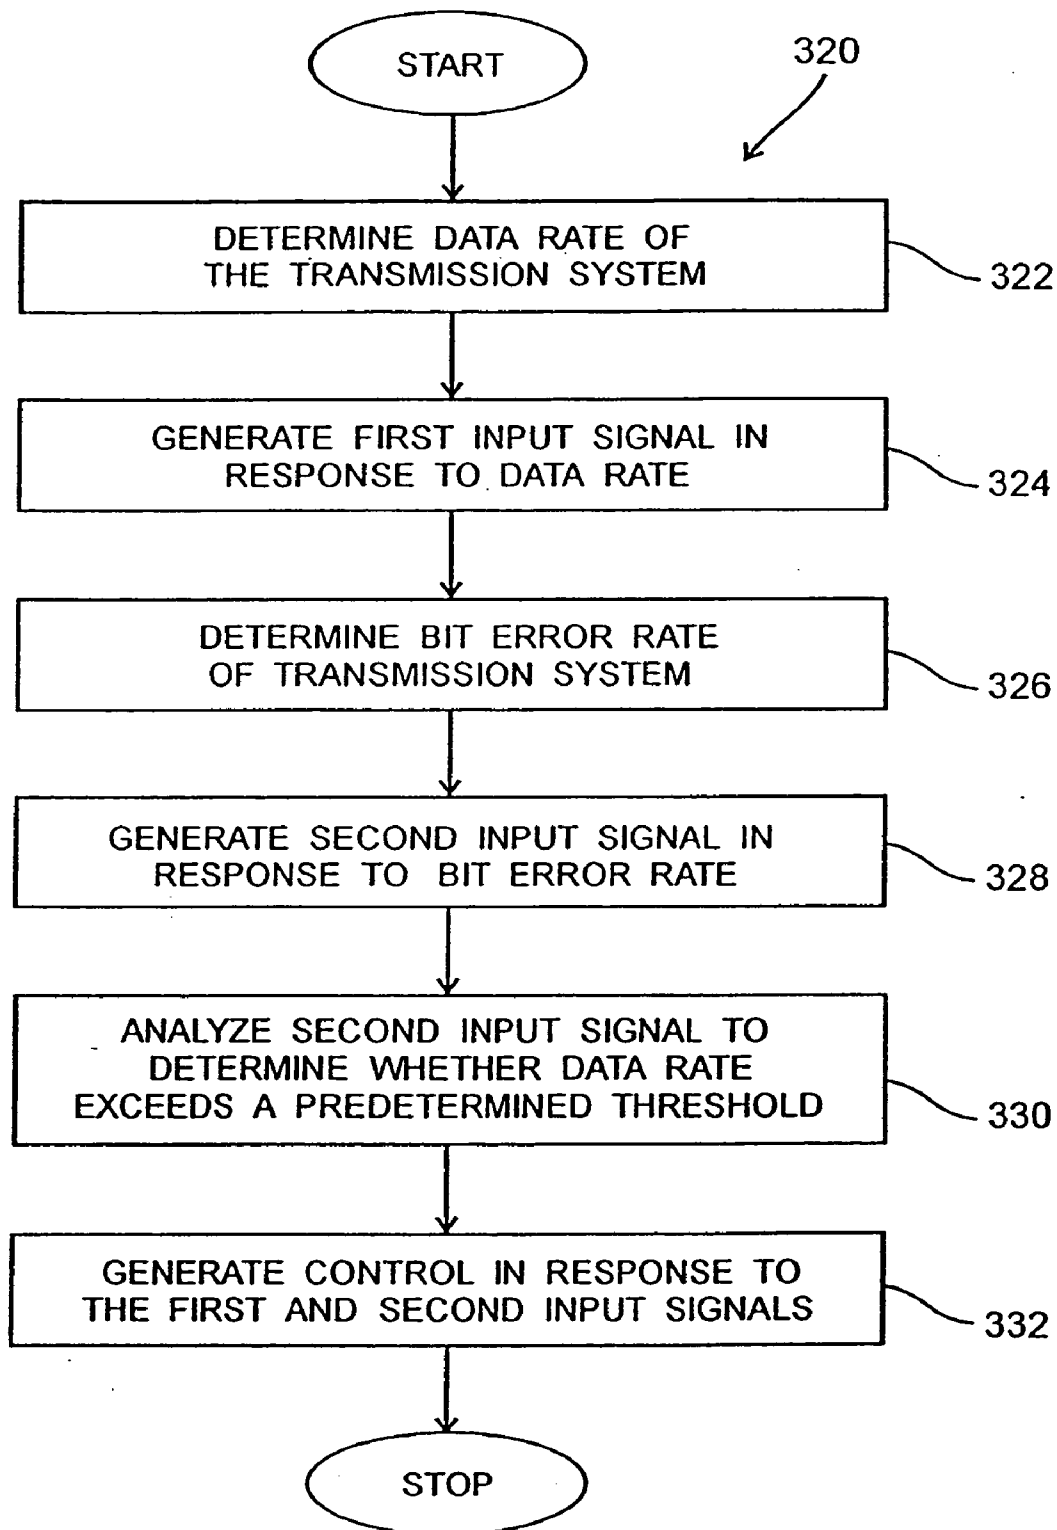 START
320
DETERMINE DATA RATE OF
THE TRANSMISSION SYSTEM
322
GENERATE FIRST INPUT SIGNAL IN
RESPONSE TO DATA RATE
324
DETERMINE BIT ERROR RATE
OF TRANSMISSION SYSTEM
326
GENERATE SECOND INPUT SIGNAL IN
RESPONSE TO BIT ERROR RATE
328
ANALYZE SECOND INPUT SIGNAL TO
DETERMINE WHETHER DATA RATE
EXCEEDS A PREDETERMINED THRESHOLD
330
GENERATE CONTROL IN RESPONSE TO
THE FIRST AND SECOND INPUT SIGNALS
332
STOP